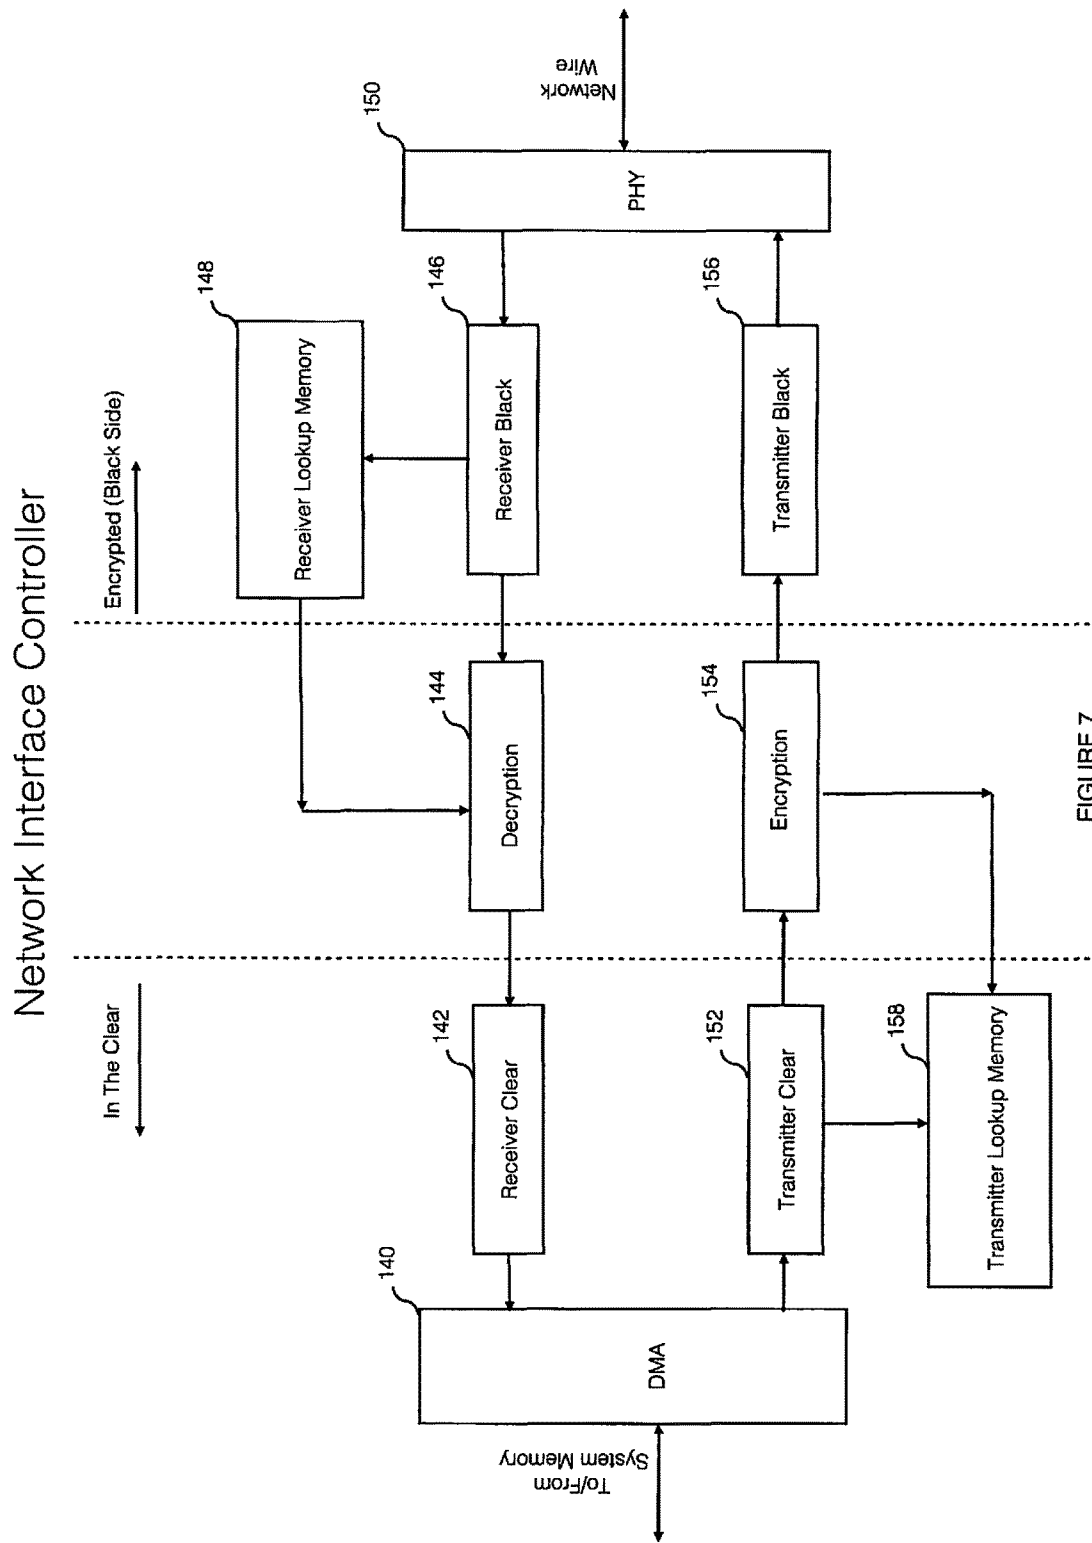 Network Interface Controller
In The Clear
Encrypted (Black Side)
148
Receiver Lookup Memory
140
DMA
To/From
System Memory
142
Receiver Clear
144
Decryption
146
Receiver Black
150
PHY
Network
Wire
152
Transmitter Clear
154
Encryption
156
Transmitter Black
158
Transmitter Lookup Memory
FIGURE 7